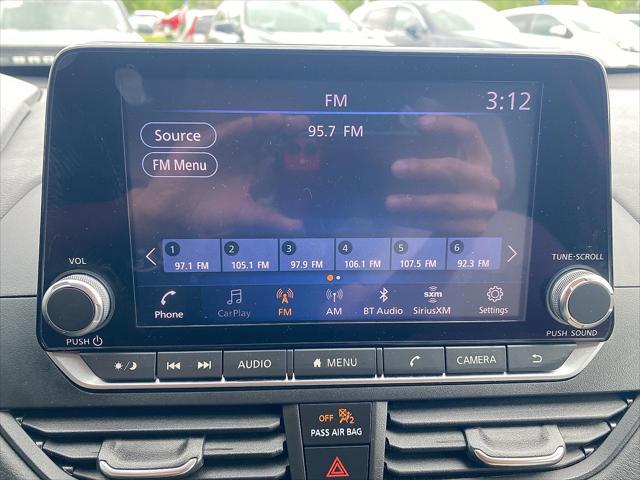 FM
3:12
Source
95.7 FM
FM Menu
1 2 3 4 5 6
97.1 FM 105.1 FM 97.9 FM 106.1 FM 107.5 FM 92.3 FM
VOL
TUNE·SCROLL
sxm
Phone CarPlay FM AM BT Audio SiriusXM Settings
PUSH
PUSH SOUND
AUDIO MENU CAMERA
OFF 2
PASS AIR BAG